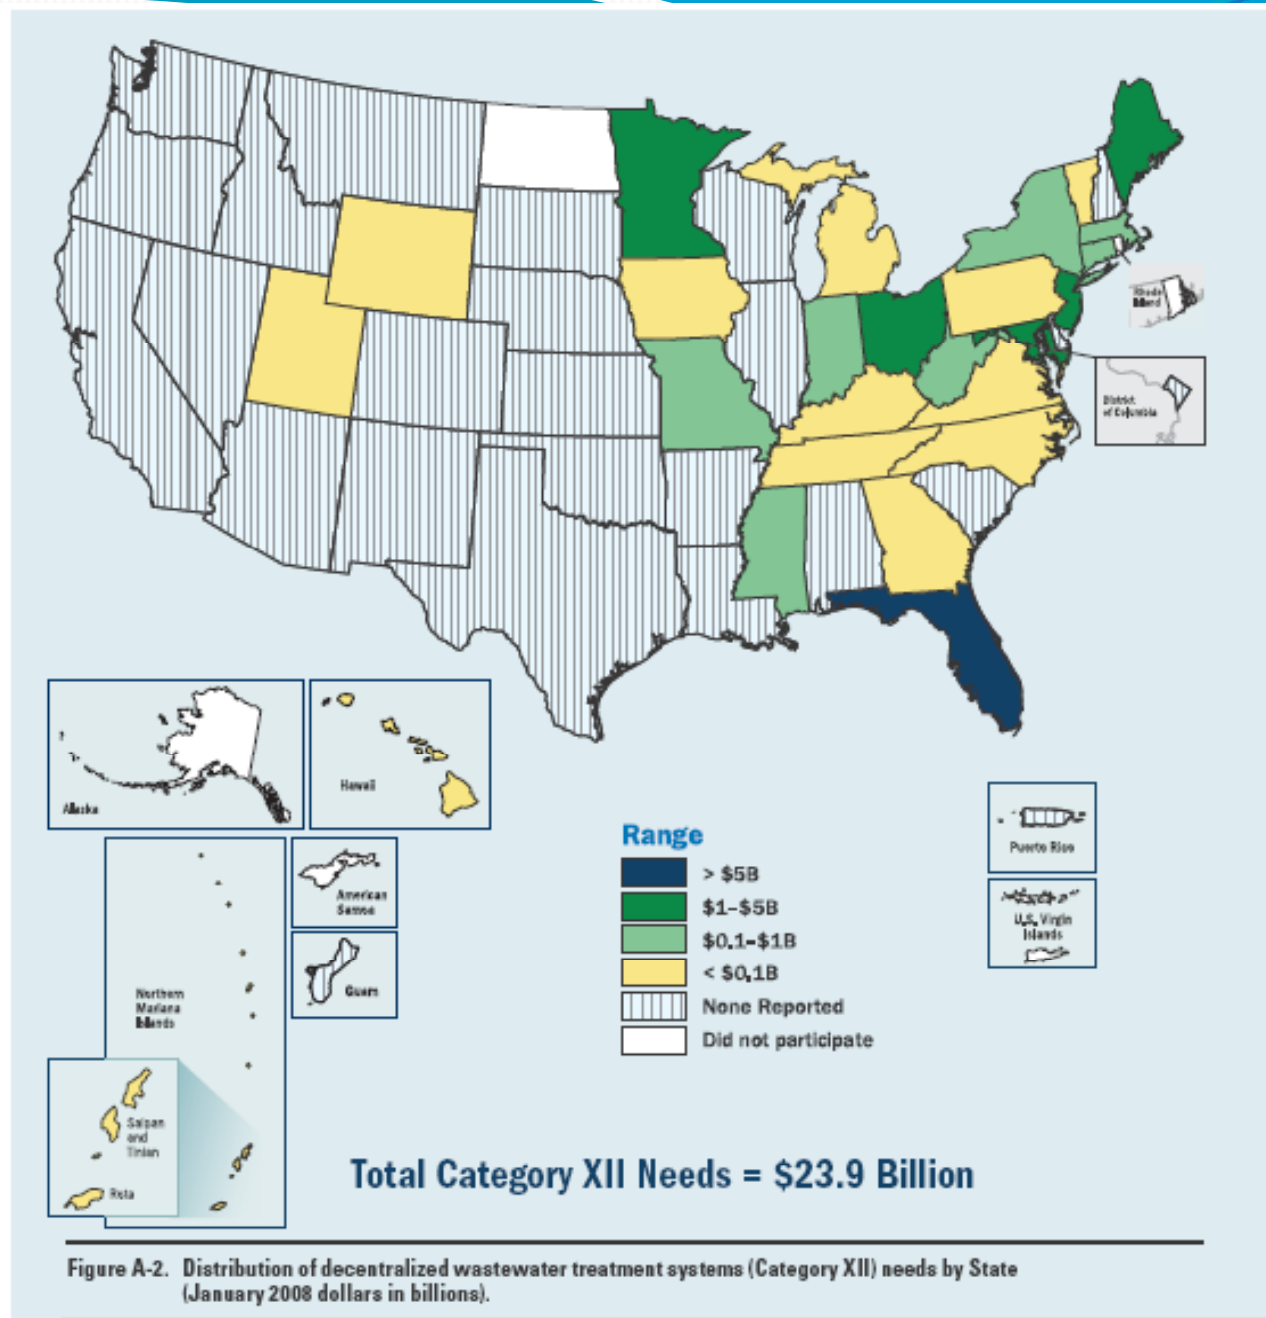 Rhode
Island
District
of Columbia
Alaska
Hawaii
American
Samoa
Guam
Northern
Mariana
Islands
Saipan
and
Tinian
Rota
Puerto Rico
U.S. Virgin
Islands
Range
> $5B
$1–$5B
$0.1–$1B
< $0.1B
None Reported
Did not participate
Total Category XII Needs = $23.9 Billion
Figure A-2. Distribution of decentralized wastewater treatment systems (Category XII) needs by State
(January 2008 dollars in billions).